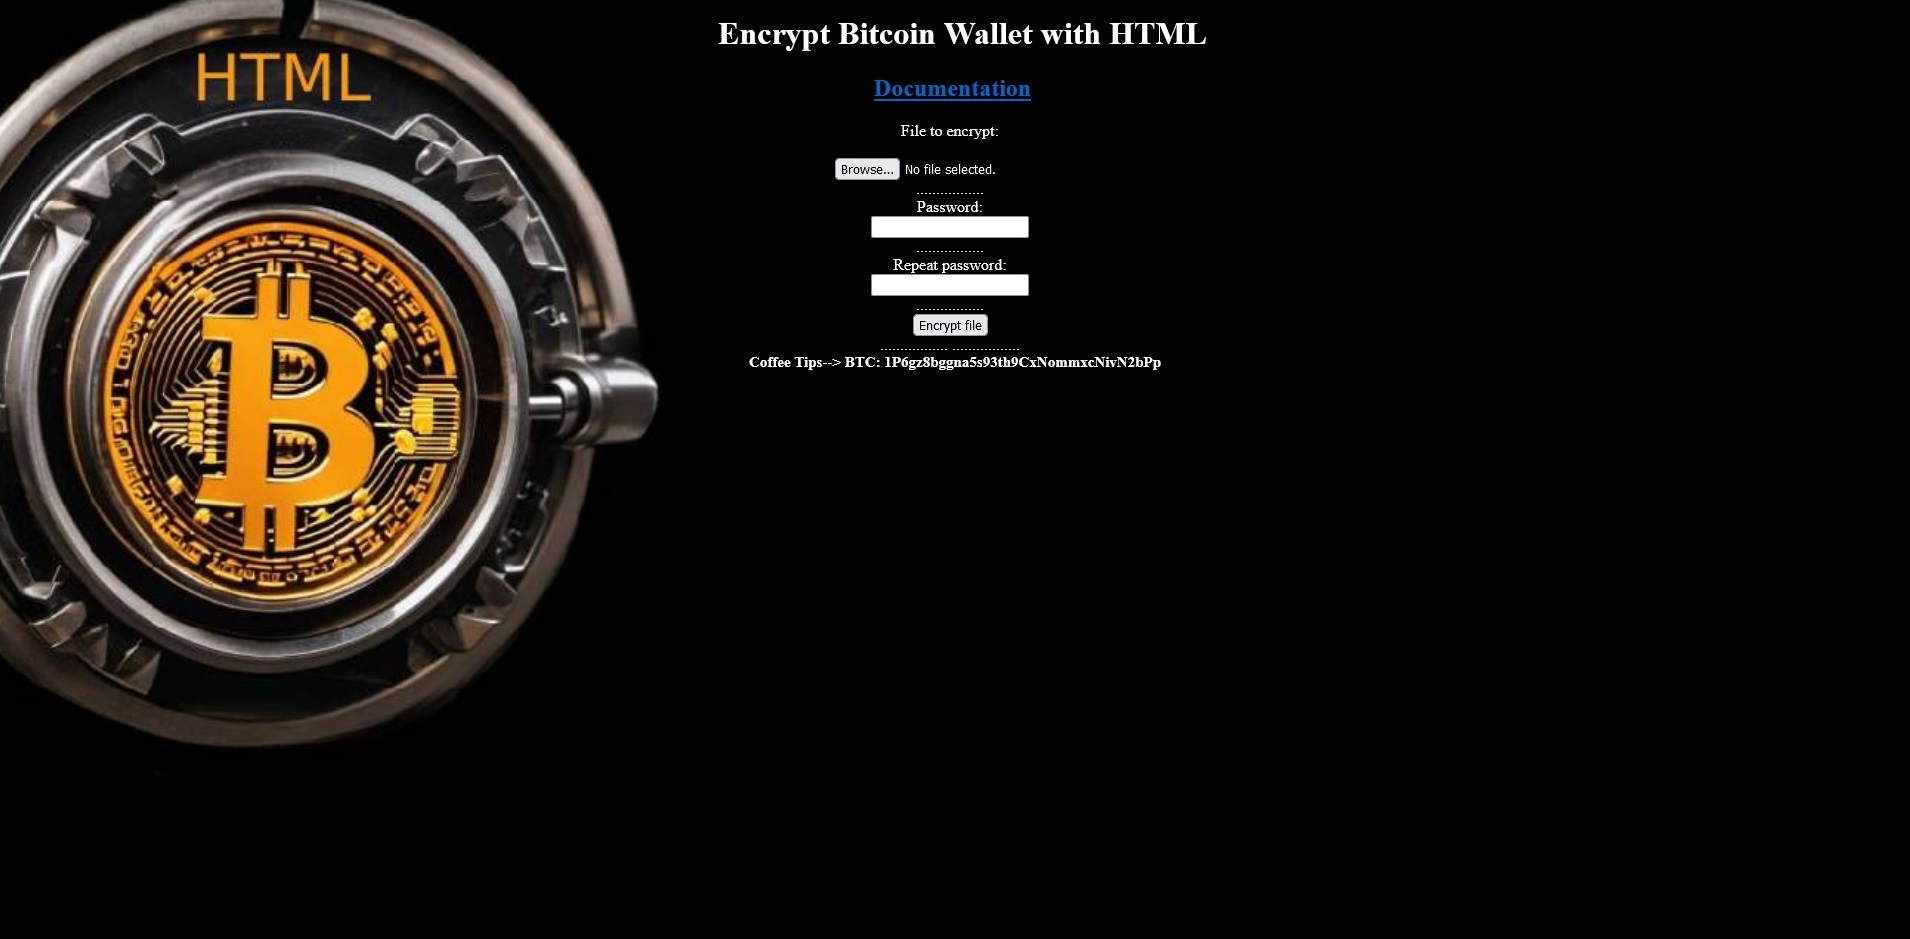 HTML
Encrypt Bitcoin Wallet with HTML
Documentation
File to encrypt:
Browse... No file selected.
.................
Password:
.................
Repeat password:
.................
Encrypt file
................. .................
Coffee Tips--> BTC: 1P6gz8bggna5s93th9CxNommxcNivN2bPp